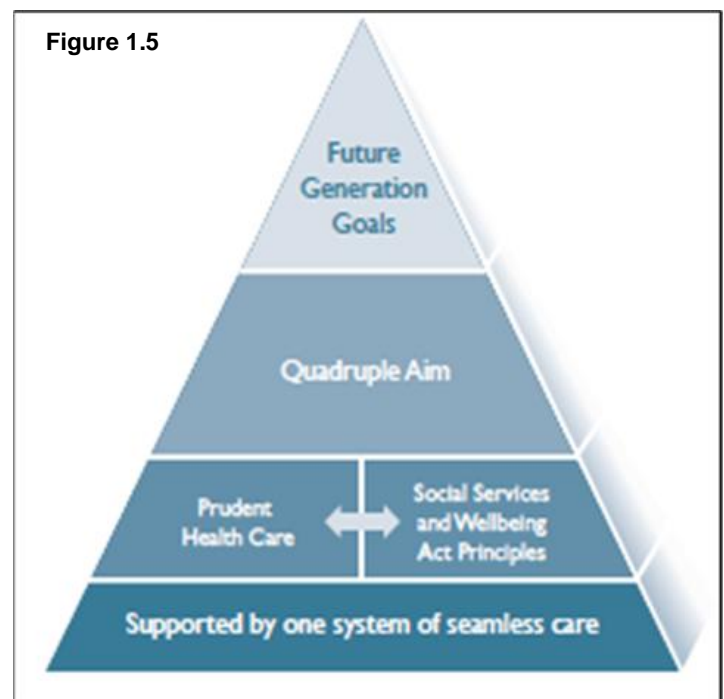 Figure 1.5
Future
Generation
Goals
Quadruple Aim
Prudent
Health Care
Social Services
and Wellbeing
Act Principles
Supported by one system of seamless care